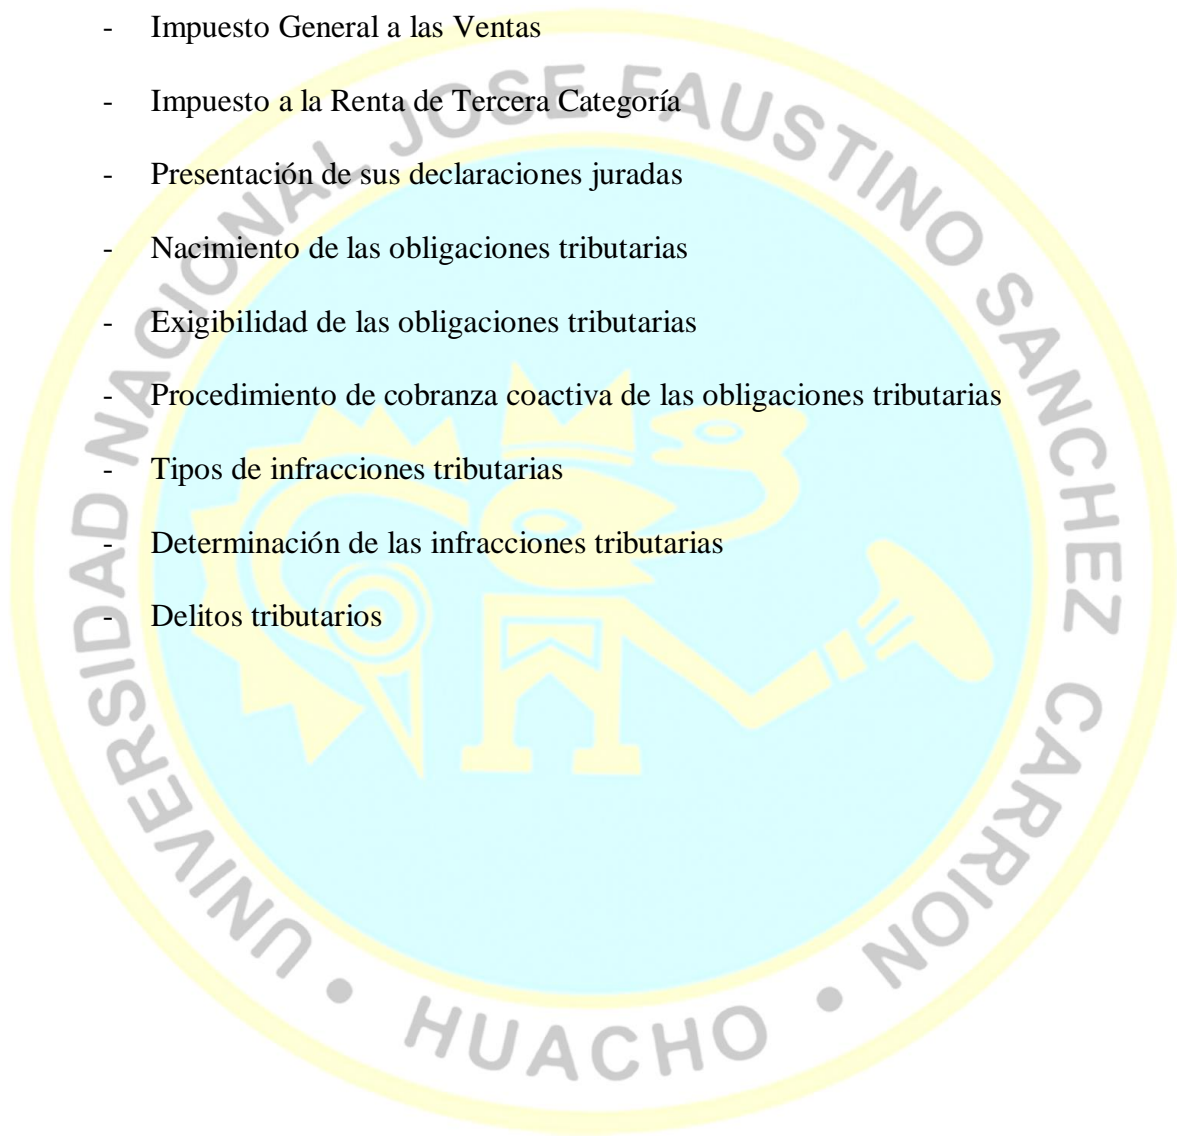 - Impuesto General a las Ventas
- Impuesto a la Renta de Tercera Categoría
- Presentación de sus declaraciones juradas
- Nacimiento de las obligaciones tributarias
- Exigibilidad de las obligaciones tributarias
- Procedimiento de cobranza coactiva de las obligaciones tributarias
- Tipos de infracciones tributarias
- Determinación de las infracciones tributarias
- Delitos tributarios
UNIVERSIDAD NACIONAL JOSE FAUSTINO SANCHEZ CARRION
• HUACHO •